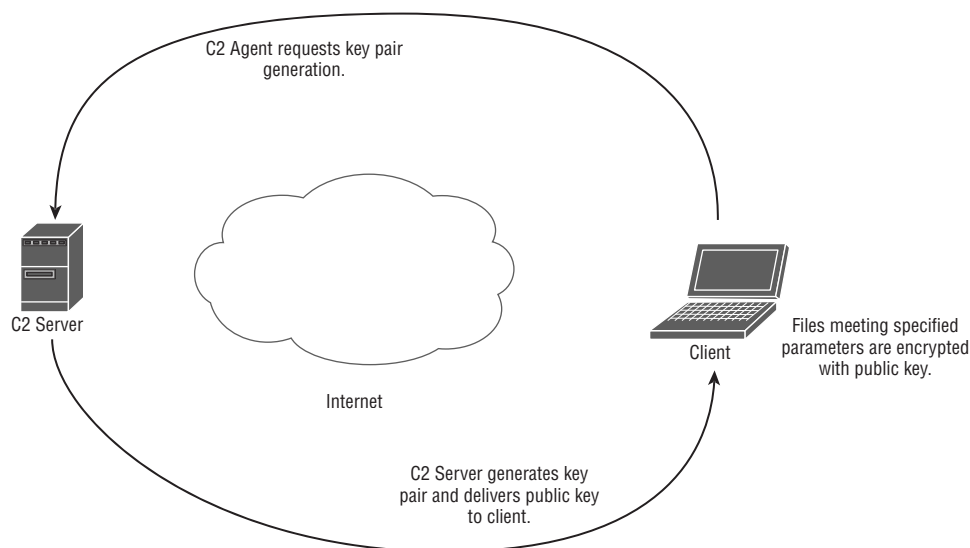 C2 Agent requests key pair
generation.
C2 Server
Client
Files meeting specified
parameters are encrypted
with public key.
Internet
C2 Server generates key
pair and delivers public key
to client.